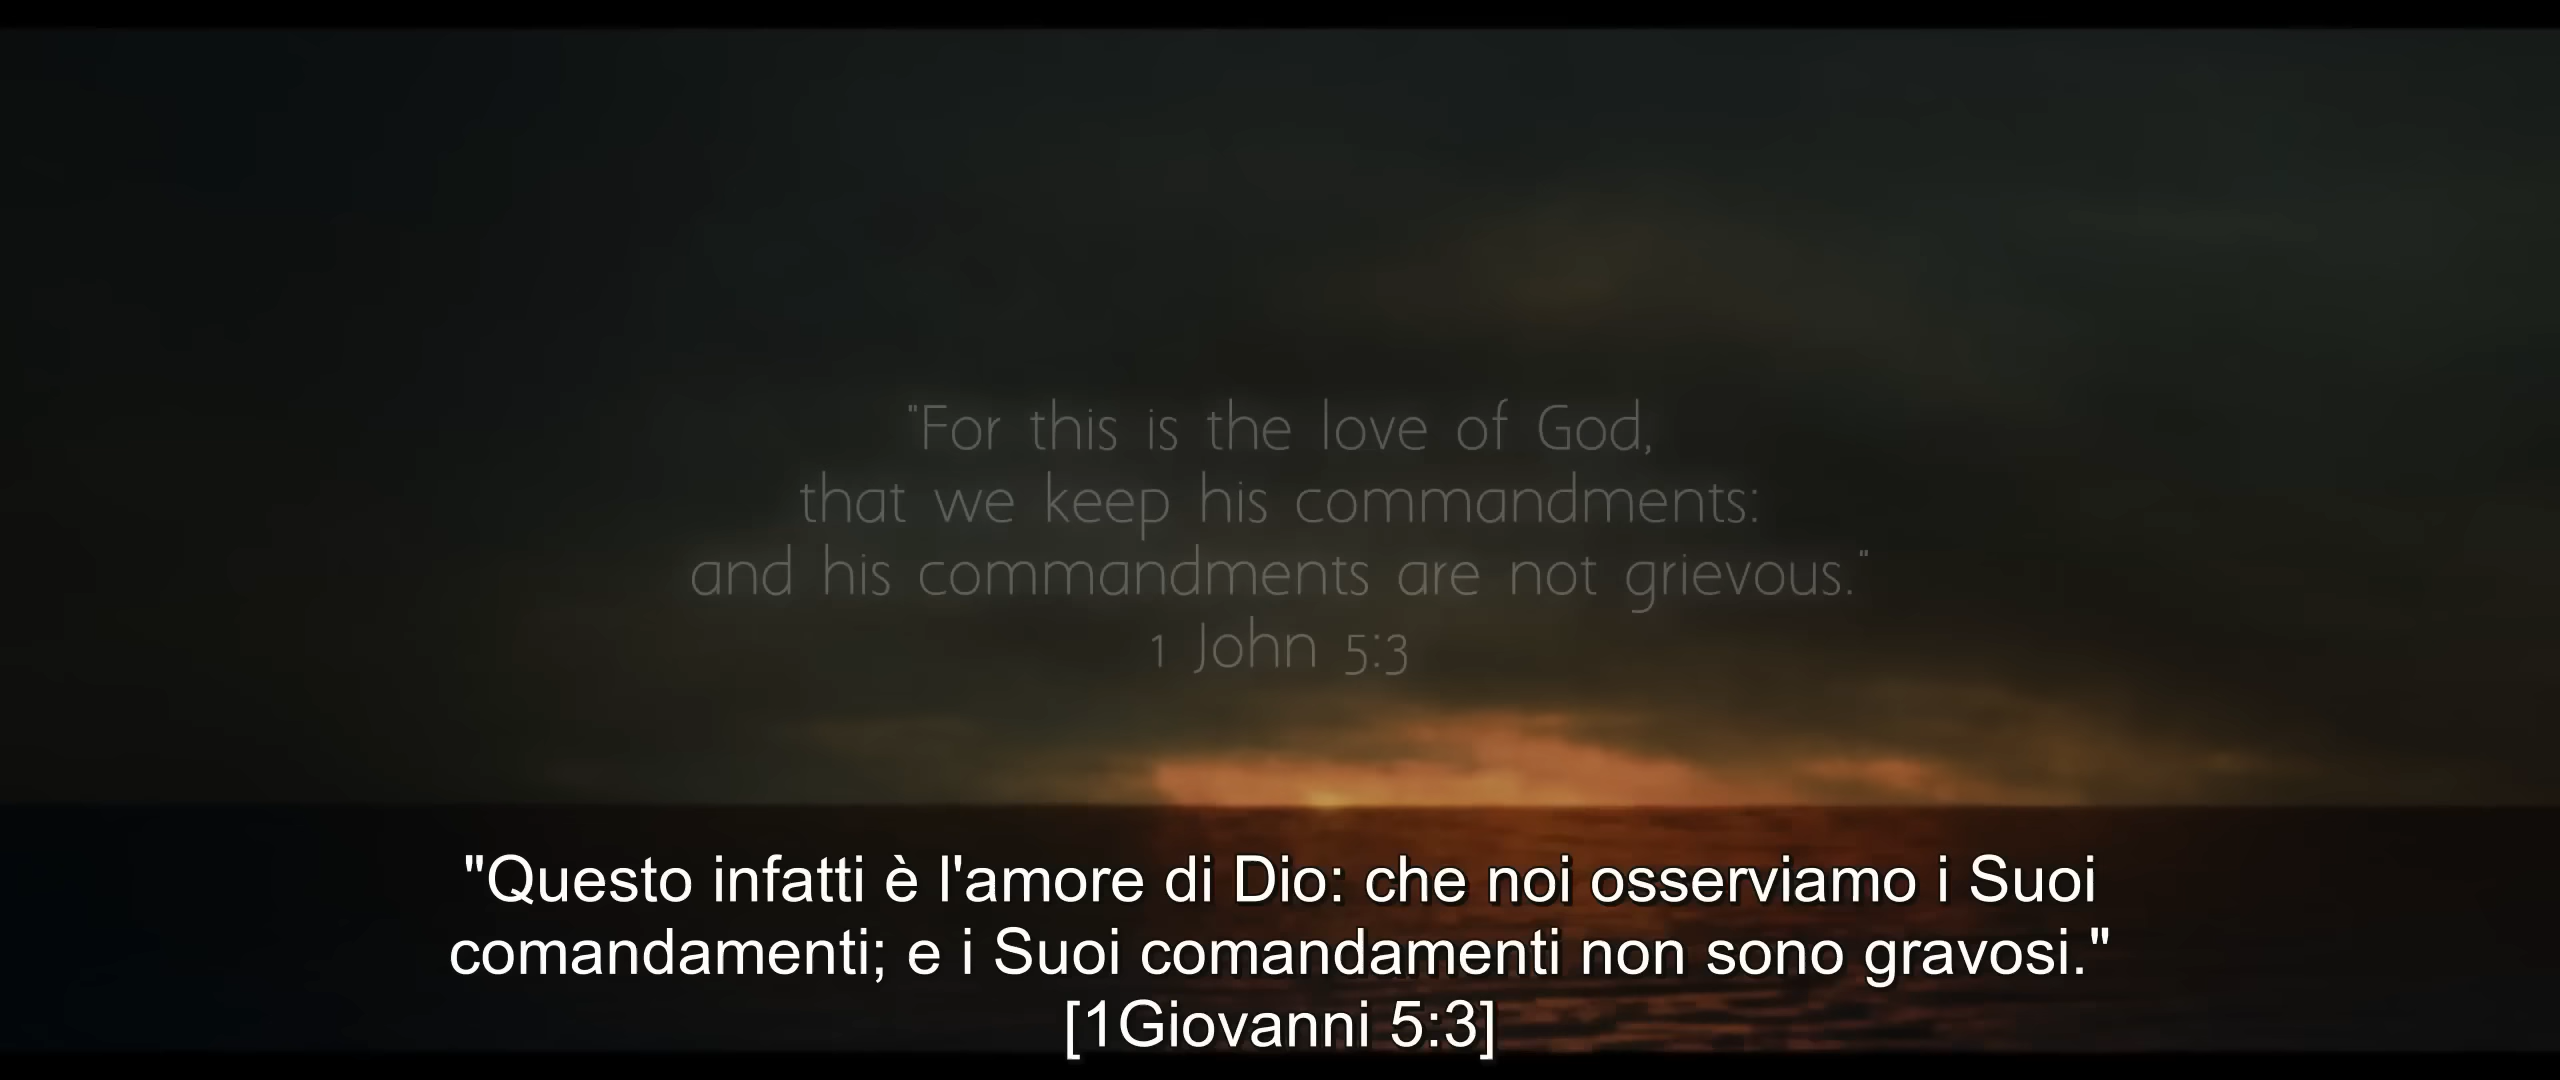 "For this is the love of God,
that we keep his commandments:
and his commandments are not grievous."
1 John 5:3
"Questo infatti è l'amore di Dio: che noi osserviamo i Suoi
comandamenti; e i Suoi comandamenti non sono gravosi."
[1Giovanni 5:3]